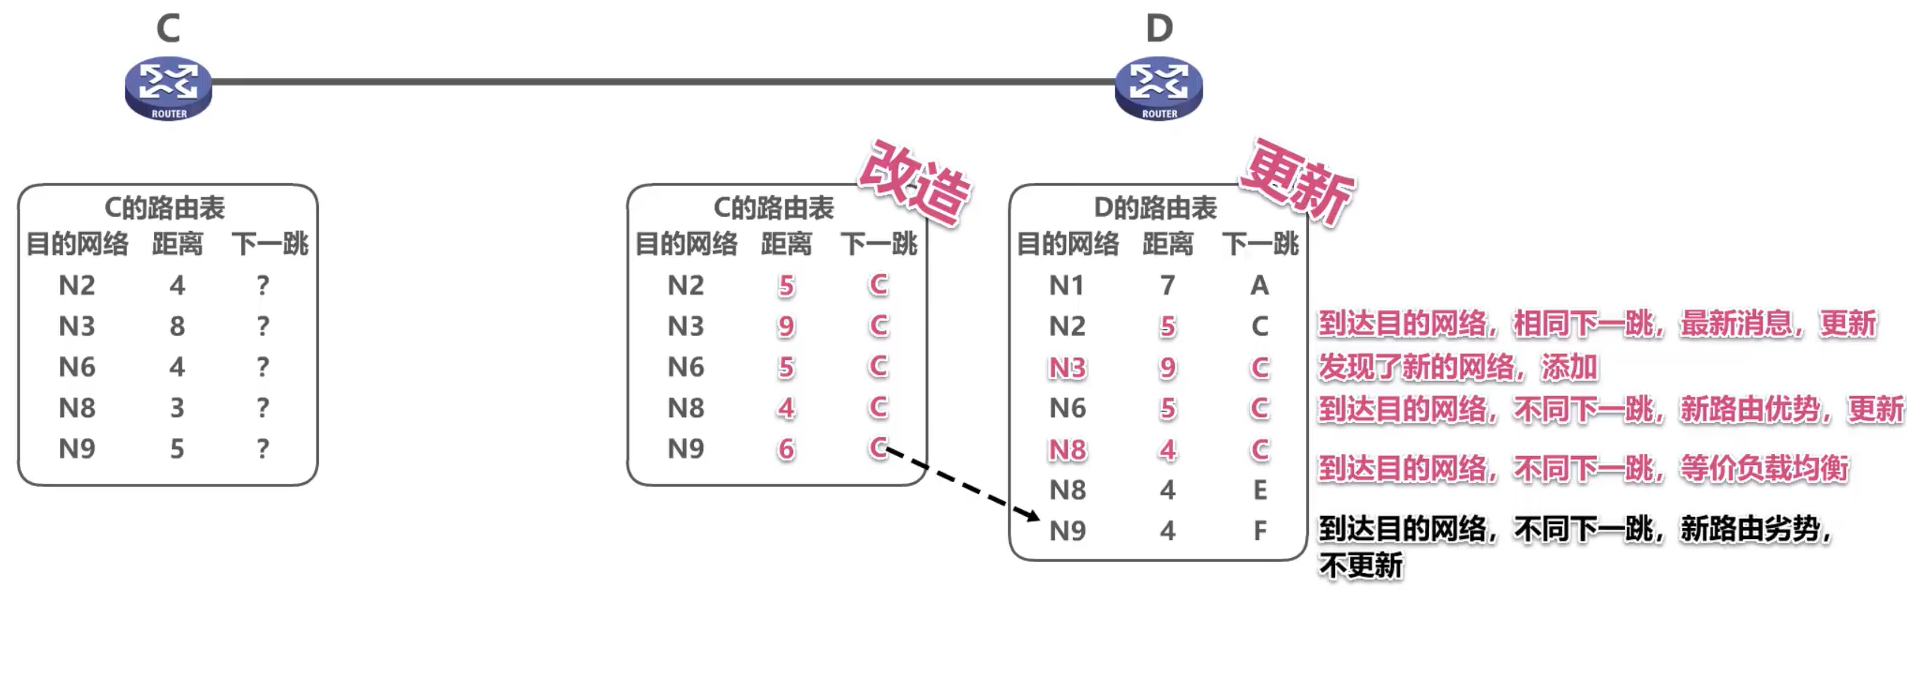 C
D
ROUTER
ROUTER
改造
更新
C的路由表
目的网络 距离 下一跳
N2 4 ?
N3 8 ?
N6 4 ?
N8 3 ?
N9 5 ?
C的路由表
目的网络 距离 下一跳
N2 5 C
N3 9 C
N6 5 C
N8 4 C
N9 6 C
D的路由表
目的网络 距离 下一跳
N1 7 A
N2 5 C
N3 9 C
N6 5 C
N8 4 C
N8 4 E
N9 4 F
到达目的网络，相同下一跳，最新消息，更新
发现了新的网络，添加
到达目的网络，不同下一跳，新路由优势，更新
到达目的网络，不同下一跳，等价负载均衡
到达目的网络，不同下一跳，新路由劣势，
不更新